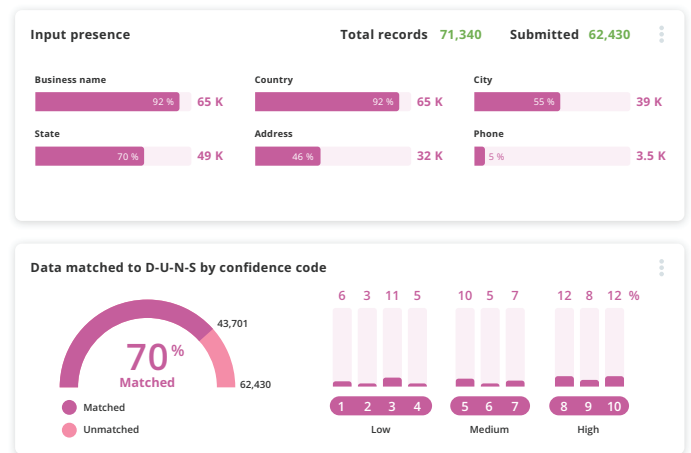 Input presence Total records 71,340 Submitted 62,430
Business name Country City
92 % 65 K 92 % 65 K 55 % 39 K
State Address Phone
70 % 49 K 46 % 32 K 5 % 3.5 K
Data matched to D-U-N-S by confidence code
6 3 11 5 10 5 7 12 8 12 %
43,701
70 %
Matched
62,430
Matched
1 2 3 4 5 6 7 8 9 10
Unmatched
Low Medium High